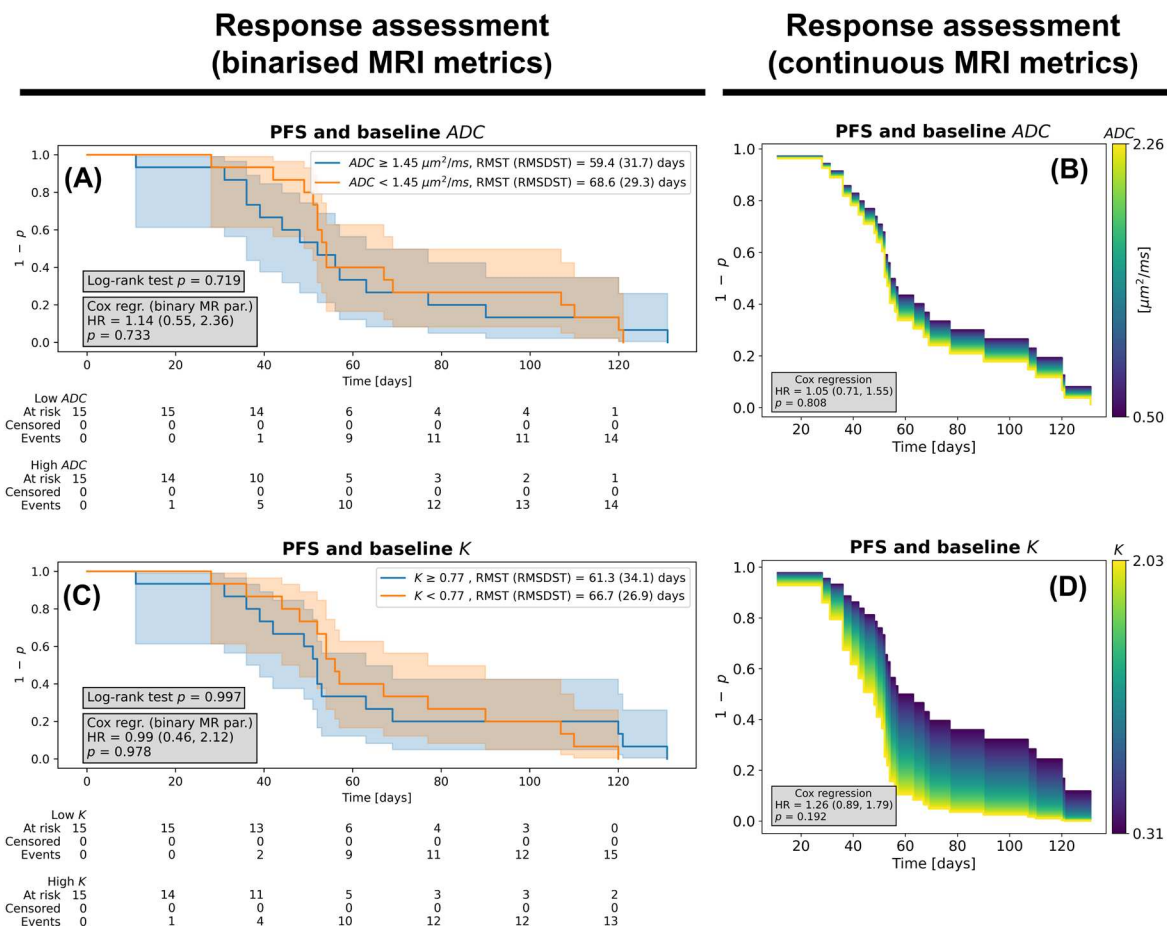 Response assessment
(binarised MRI metrics)
Response assessment
(continuous MRI metrics)
PFS and baseline ADC
(A)
ADC ≥ 1.45 μm²/ms, RMST (RMSDST) = 59.4 (31.7) days
ADC < 1.45 μm²/ms, RMST (RMSDST) = 68.6 (29.3) days
1 − p
1.0
0.8
0.6
0.4
0.2
0.0
Log-rank test p = 0.719
Cox regr. (binary MR par.)
HR = 1.14 (0.55, 2.36)
p = 0.733
0 20 40 60 80 100 120
Time [days]
Low ADC
At risk 15 15 14 6 4 4 1
Censored 0 0 0 0 0 0 0
Events 0 0 1 9 11 11 14
High ADC
At risk 15 14 10 5 3 2 1
Censored 0 0 0 0 0 0 0
Events 0 1 5 10 12 13 14
PFS and baseline ADC
(B)
1 − p
1.0
0.8
0.6
0.4
0.2
0.0
Cox regression
HR = 1.05 (0.71, 1.55)
p = 0.808
20 40 60 80 100 120
Time [days]
ADC
2.26
[μm²/ms]
0.50
PFS and baseline K
(C)
K ≥ 0.77 , RMST (RMSDST) = 61.3 (34.1) days
K < 0.77 , RMST (RMSDST) = 66.7 (26.9) days
1 − p
1.0
0.8
0.6
0.4
0.2
0.0
Log-rank test p = 0.997
Cox regr. (binary MR par.)
HR = 0.99 (0.46, 2.12)
p = 0.978
0 20 40 60 80 100 120
Time [days]
Low K
At risk 15 15 13 6 4 3 0
Censored 0 0 0 0 0 0 0
Events 0 0 2 9 11 12 15
High K
At risk 15 14 11 5 3 3 2
Censored 0 0 0 0 0 0 0
Events 0 1 4 10 12 12 13
PFS and baseline K
(D)
1 − p
1.0
0.8
0.6
0.4
0.2
0.0
Cox regression
HR = 1.26 (0.89, 1.79)
p = 0.192
20 40 60 80 100 120
Time [days]
K
2.03
0.31